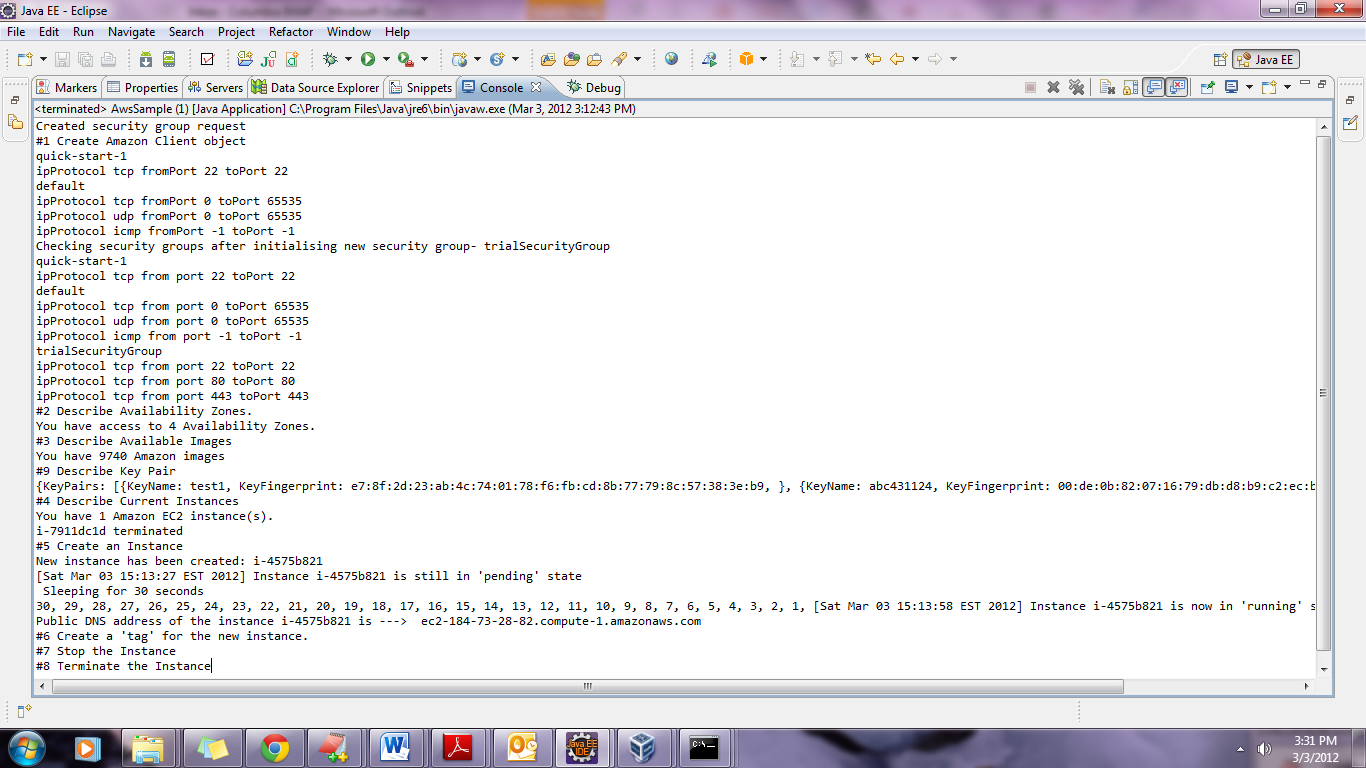 Java EE - Eclipse
File Edit Run Navigate Search Project Refactor Window Help
Java EE
Markers Properties Servers Data Source Explorer Snippets Console Debug
<terminated> AwsSample (1) [Java Application] C:\Program Files\Java\jre6\bin\javaw.exe (Mar 3, 2012 3:12:43 PM)
Created security group request
#1 Create Amazon Client object
quick-start-1
ipProtocol tcp fromPort 22 toPort 22
default
ipProtocol tcp fromPort 0 toPort 65535
ipProtocol udp fromPort 0 toPort 65535
ipProtocol icmp fromPort -1 toPort -1
Checking security groups after initialising new security group- trialSecurityGroup
quick-start-1
ipProtocol tcp from port 22 toPort 22
default
ipProtocol tcp from port 0 toPort 65535
ipProtocol udp from port 0 toPort 65535
ipProtocol icmp from port -1 toPort -1
trialSecurityGroup
ipProtocol tcp from port 22 toPort 22
ipProtocol tcp from port 80 toPort 80
ipProtocol tcp from port 443 toPort 443
#2 Describe Availability Zones.
You have access to 4 Availability Zones.
#3 Describe Available Images
You have 9740 Amazon images
#9 Describe Key Pair
{KeyPairs: [{KeyName: test1, KeyFingerprint: e7:8f:2d:23:ab:4c:74:01:78:f6:fb:cd:8b:77:79:8c:57:38:3e:b9, }, {KeyName: abc431124, KeyFingerprint: 00:de:0b:82:07:16:79:db:d8:b9:c2:ec:b
#4 Describe Current Instances
You have 1 Amazon EC2 instance(s).
i-7911dc1d terminated
#5 Create an Instance
New instance has been created: i-4575b821
[Sat Mar 03 15:13:27 EST 2012] Instance i-4575b821 is still in 'pending' state
Sleeping for 30 seconds
30, 29, 28, 27, 26, 25, 24, 23, 22, 21, 20, 19, 18, 17, 16, 15, 14, 13, 12, 11, 10, 9, 8, 7, 6, 5, 4, 3, 2, 1, [Sat Mar 03 15:13:58 EST 2012] Instance i-4575b821 is now in 'running' s
Public DNS address of the instance i-4575b821 is ---> ec2-184-73-28-82.compute-1.amazonaws.com
#6 Create a 'tag' for the new instance.
#7 Stop the Instance
#8 Terminate the Instance
Java EE IDE
3:31 PM
3/3/2012